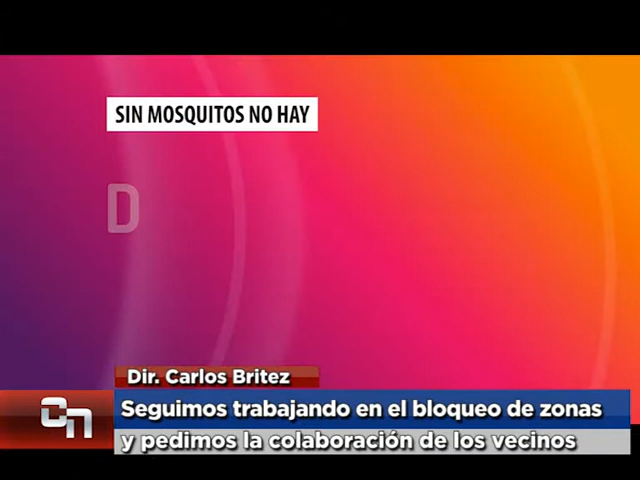 SIN MOSQUITOS NO HAY
D
Dir. Carlos Britez
cn
Seguimos trabajando en el bloqueo de zonas
y pedimos la colaboración de los vecinos